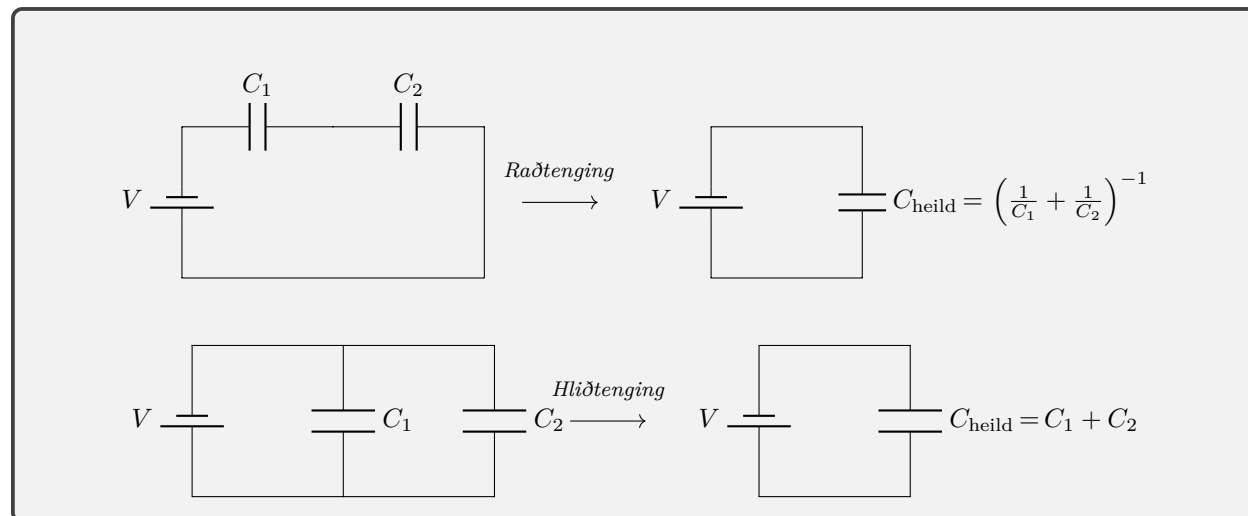 C₁ C₂
V
Raðtenging
V
C_heild = (1/C₁ + 1/C₂)⁻¹
V
C₁
C₂
Hliðtenging
V
C_heild = C₁ + C₂